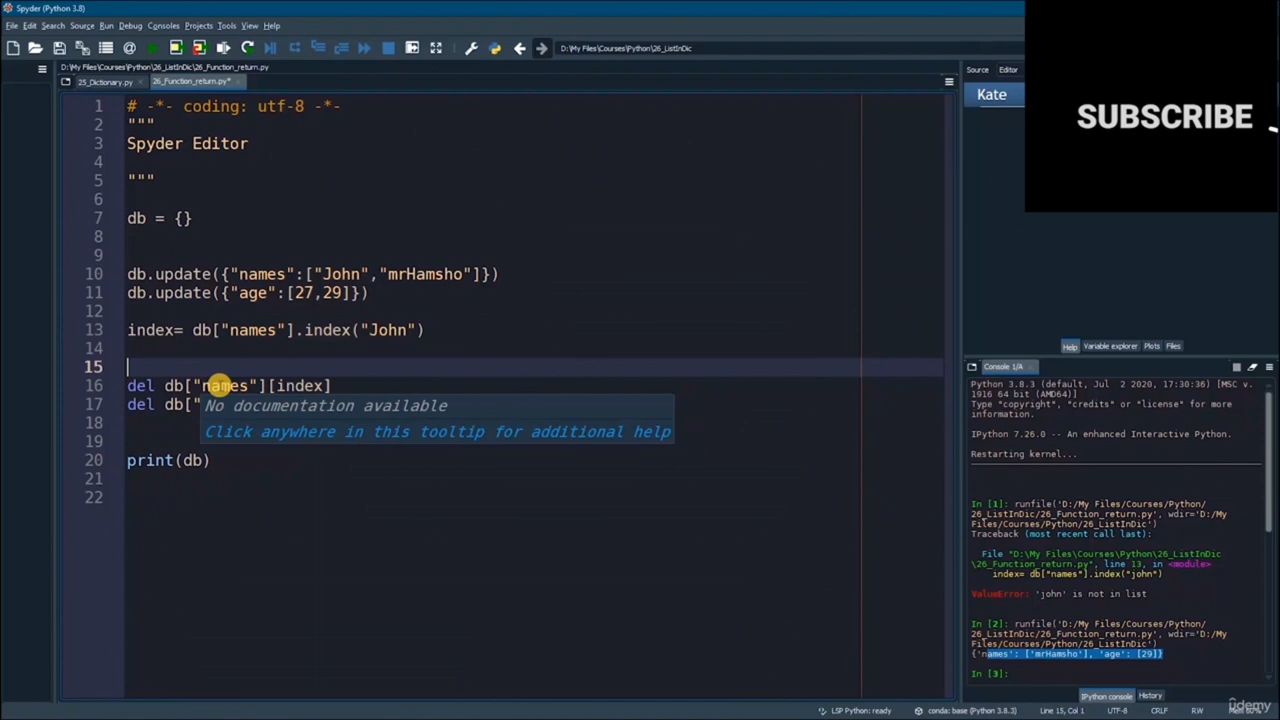 Spyder (Python 3.8)
File Edit Search Source Run Debug Consoles Projects Tools View Help
D:\My Files\Courses\Python\26_ListInDic
D:\My Files\Courses\Python\26_ListInDic\26_Function_return.py
25_Dictionary.py
26_Function_return.py*
1 # -*- coding: utf-8 -*-
2 """
3 Spyder Editor
4
5 """
6
7 db = {}
8
9
10 db.update({"names":["John","mrHamsho"]})
11 db.update({"age":[27,29]})
12
13 index= db["names"].index("John")
14
15
16 del db["names"][index]
17 del db["
No documentation available
Click anywhere in this tooltip for additional help
18
19
20 print(db)
21
22
Source Editor
Kate
SUBSCRIBE
Help Variable explorer Plots Files
Console 1/A
Python 3.8.3 (default, Jul 2 2020, 17:30:36) [MSC v.
1916 64 bit (AMD64)]
Type "copyright", "credits" or "license" for more
information.
IPython 7.26.0 -- An enhanced Interactive Python.
Restarting kernel...
In [1]: runfile('D:/My Files/Courses/Python/
26_ListInDic/26_Function_return.py', wdir='D:/My
Files/Courses/Python/26_ListInDic')
Traceback (most recent call last):
File "D:\My Files\Courses\Python\26_ListInDic
\26_Function_return.py", line 13, in <module>
index= db["names"].index("john")
ValueError: 'john' is not in list
In [2]: runfile('D:/My Files/Courses/Python/
26_ListInDic/26_Function_return.py', wdir='D:/My
Files/Courses/Python/26_ListInDic')
{'names': ['mrHamsho'], 'age': [29]}
In [3]:
IPython console History
LSP Python: ready conda: base (Python 3.8.3) Line 15, Col 1 UTF-8 CRLF RW
udemy